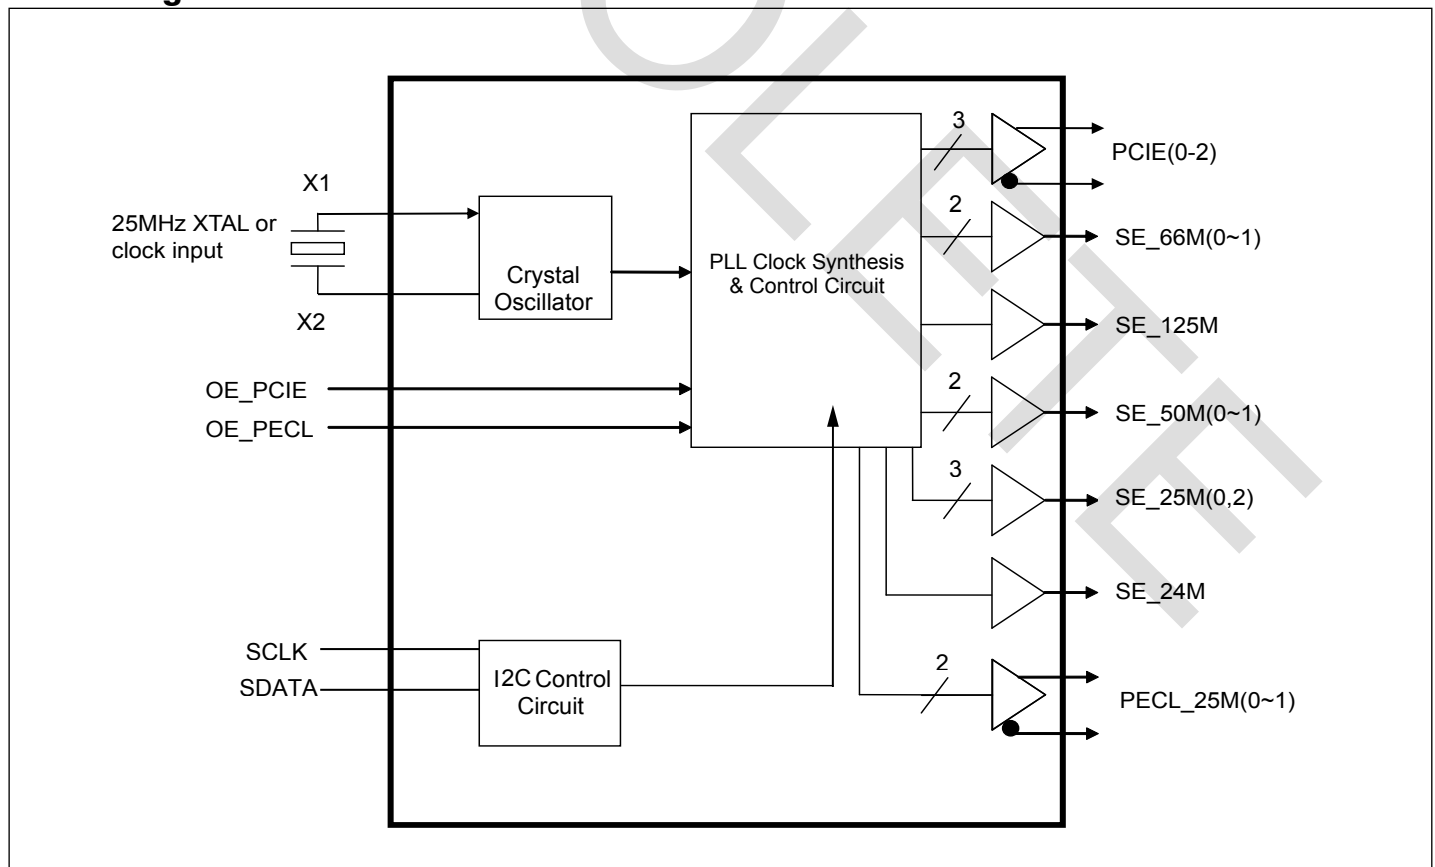 X1
25MHz XTAL or
clock input
X2
Crystal
Oscillator
PLL Clock Synthesis
& Control Circuit
OE_PCIE
OE_PECL
SCLK
SDATA
I2C Control
Circuit
3
PCIE(0-2)
2
SE_66M(0~1)
SE_125M
2
SE_50M(0~1)
3
SE_25M(0,2)
SE_24M
2
PECL_25M(0~1)
OLETE